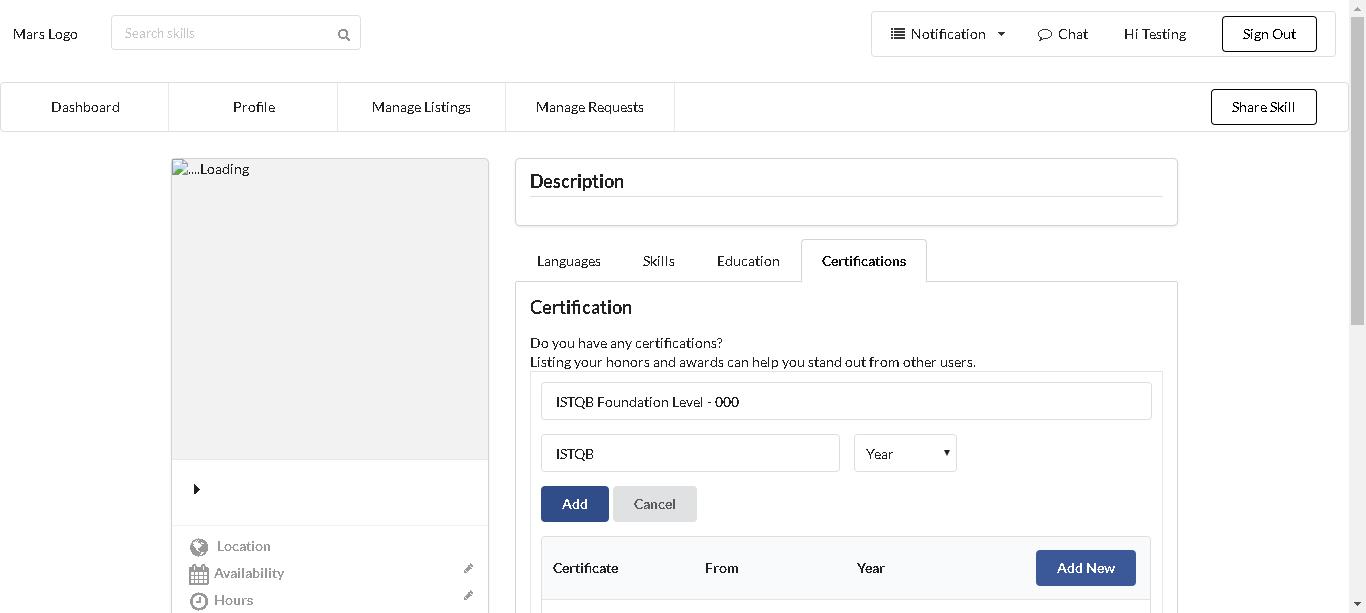 Mars Logo
Search skills
Notification
Chat
Hi Testing
Sign Out
Dashboard
Profile
Manage Listings
Manage Requests
Share Skill
....Loading
Description
Languages
Skills
Education
Certifications
Certification
Do you have any certifications?
Listing your honors and awards can help you stand out from other users.
ISTQB Foundation Level - 000
ISTQB
Year
Add
Cancel
Certificate
From
Year
Add New
Location
Availability
Hours